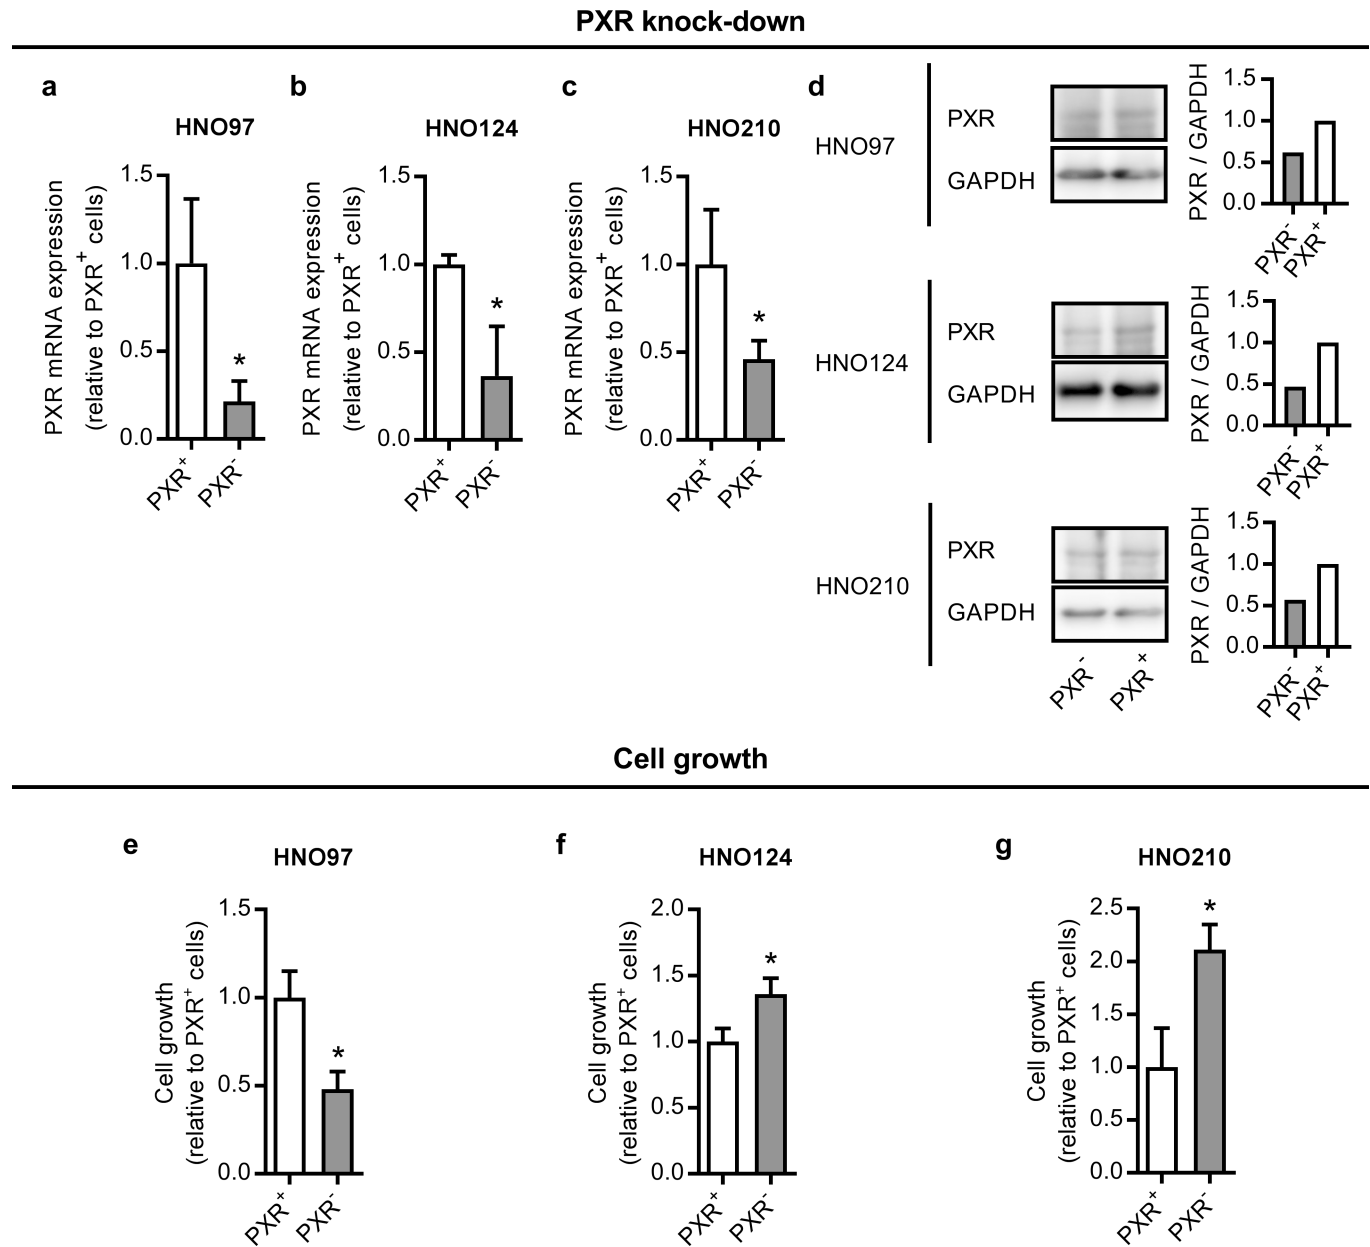 PXR knock-down
a
HNO97
PXR mRNA expression
(relative to PXR⁺ cells)
1.5
1.0
0.5
0.0
*
PXR⁺
PXR⁻
b
HNO124
PXR mRNA expression
(relative to PXR⁺ cells)
1.5
1.0
0.5
0.0
*
PXR⁺
PXR⁻
c
HNO210
PXR mRNA expression
(relative to PXR⁺ cells)
1.5
1.0
0.5
0.0
*
PXR⁺
PXR⁻
d
HNO97
PXR
GAPDH
PXR / GAPDH
1.5
1.0
0.5
0.0
PXR⁻
PXR⁺
HNO124
PXR
GAPDH
PXR / GAPDH
1.5
1.0
0.5
0.0
PXR⁻
PXR⁺
HNO210
PXR
GAPDH
PXR⁻
PXR⁺
PXR / GAPDH
1.5
1.0
0.5
0.0
PXR⁻
PXR⁺
Cell growth
e
HNO97
Cell growth
(relative to PXR⁺ cells)
1.5
1.0
0.5
0.0
*
PXR⁺
PXR⁻
f
HNO124
Cell growth
(relative to PXR⁺ cells)
2.0
1.5
1.0
0.5
0.0
*
PXR⁺
PXR⁻
g
HNO210
Cell growth
(relative to PXR⁺ cells)
2.5
2.0
1.5
1.0
0.5
0.0
*
PXR⁺
PXR⁻